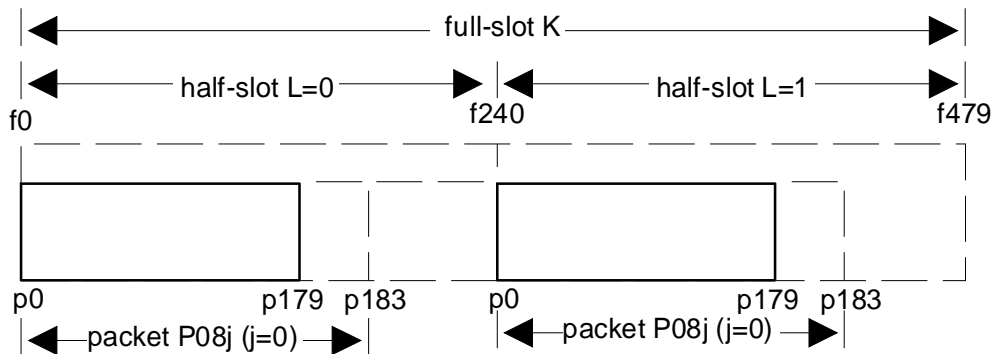 full-slot K
half-slot L=0 half-slot L=1
f0 f240 f479
p0 p179 p183 p0 p179 p183
packet P08j (j=0) packet P08j (j=0)